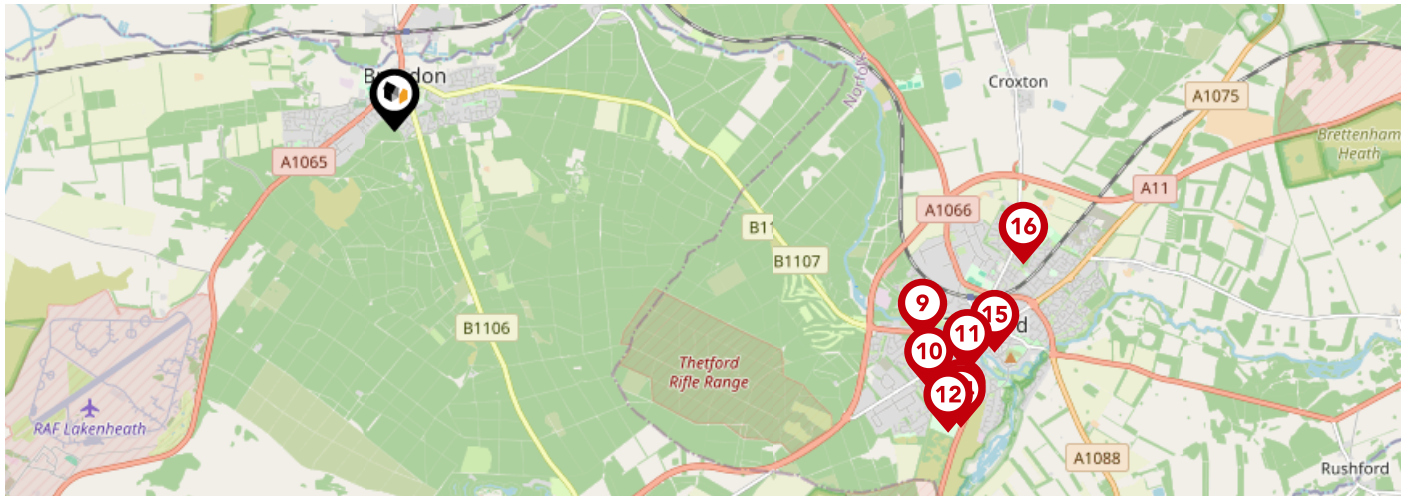 Croxton
A1075
Norfolk
Brettenham
Heath
A1065
A11
A1066
16
B1107
9
15
11
B1106
10
Thetford
Rifle Range
12
RAF Lakenheath
A1088
Rushford